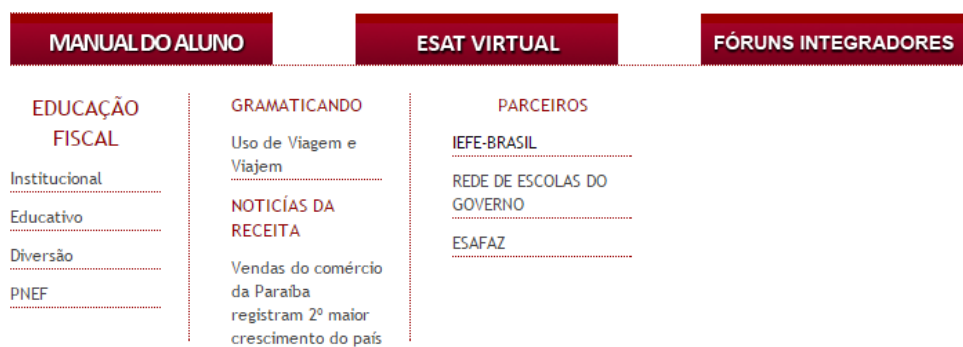 MANUAL DO ALUNO
ESAT VIRTUAL
FÓRUNS INTEGRADORES
EDUCAÇÃO
FISCAL
Institucional
Educativo
Diversão
PNEF
GRAMATICANDO
Uso de Viagem e
Viajem
NOTICÍAS DA
RECEITA
Vendas do comércio
da Paraíba
registram 2º maior
crescimento do país
PARCEIROS
IEFE-BRASIL
REDE DE ESCOLAS DO
GOVERNO
ESAFAZ